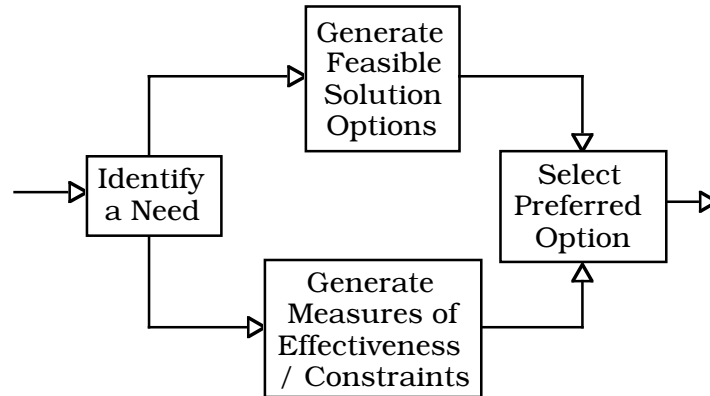 Generate
Feasible
Solution
Options
Identify
a Need
Select
Preferred
Option
Generate
Measures of
Effectiveness
/ Constraints